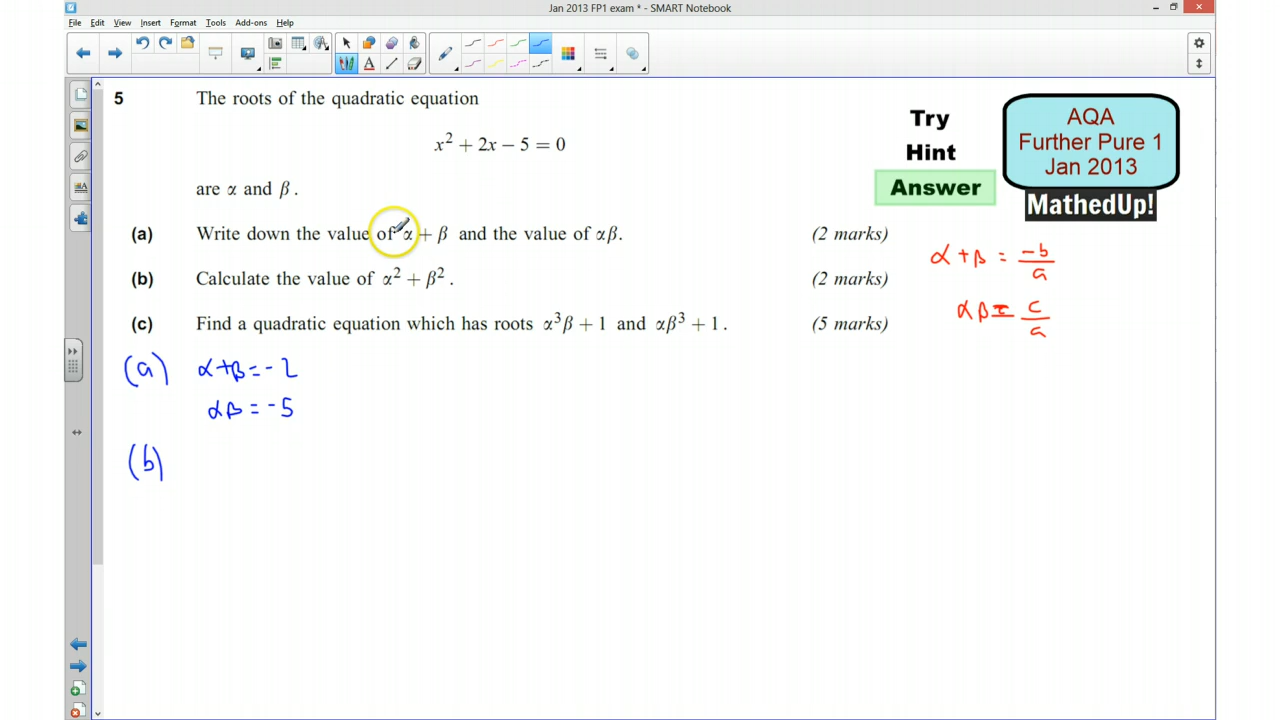 Jan 2013 FP1 exam * - SMART Notebook
File Edit View Insert Format Tools Add-ons Help
5 The roots of the quadratic equation
x² + 2x − 5 = 0
are α and β.
(a) Write down the value of α + β and the value of αβ. (2 marks)
(b) Calculate the value of α² + β². (2 marks)
(c) Find a quadratic equation which has roots α³β + 1 and αβ³ + 1. (5 marks)
Try
Hint
Answer
AQA
Further Pure 1
Jan 2013
MathedUp!
α + β = −b/a
αβ = c/a
(a) α+β = −2
αβ = −5
(b)